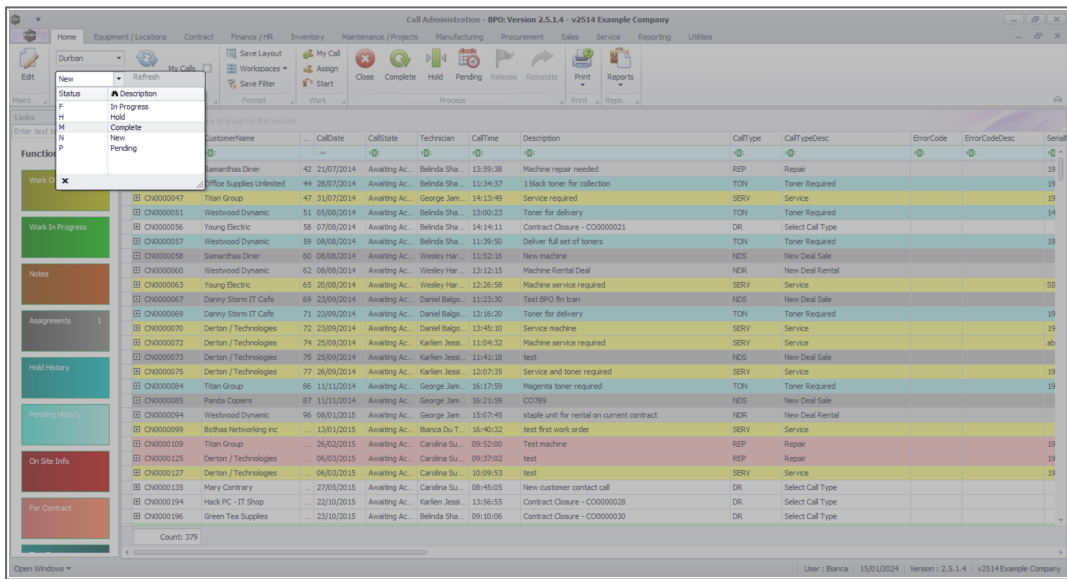 Call Administration - BPO: Version 2.5.1.4 - v2514 Example Company
Home Equipment / Locations Contract Finance / HR Inventory Maintenance / Projects Manufacturing Procurement Sales Service Reporting Utilities
Edit
Durban
New
Refresh
My Calls
Save Layout
Workspaces
Save Filter
My Call
Assign
Start
Close Complete Hold Pending Release Reinstate
Print Reports
Maint... Format Work Process Print Repo...
Status Description
F In Progress
H Hold
M Complete
N New
P Pending
Links
Enter text to
Function
Work O
Work In Progress
Notes
Assignments 1
Hold History
Pending History
On Site Info
For Contract
re to group by that column
CustomerName ... CallDate CallState Technician CallTime Description CallType CallTypeDesc ErrorCode ErrorCodeDesc Serial
Samanthas Diner 42 21/07/2014 Awaiting Ac... Belinda Sha... 13:59:38 Machine repair needed REP Repair 19
Office Supplies Unlimited 44 28/07/2014 Awaiting Ac... Belinda Sha... 11:34:37 1 black toner for collection TON Toner Required 19
CN0000047 Titan Group 47 31/07/2014 Awaiting Ac... George Jam... 14:13:49 Service required SERV Service 19
CN0000051 Westwood Dynamic 51 05/08/2014 Awaiting Ac... Belinda Sha... 13:00:23 Toner for delivery TON Toner Required 14
CN0000056 Young Electric 58 07/08/2014 Awaiting Ac... Belinda Sha... 14:14:11 Contract Closure - CO0000021 DR Select Call Type
CN0000057 Westwood Dynamic 59 08/08/2014 Awaiting Ac... Belinda Sha... 11:39:50 Deliver full set of toners TON Toner Required 19
CN0000058 Samanthas Diner 60 08/08/2014 Awaiting Ac... Wesley Har... 11:52:16 New machine NDS New Deal Sale
CN0000060 Westwood Dynamic 62 08/08/2014 Awaiting Ac... Wesley Har... 13:12:15 Machine Rental Deal NDR New Deal Rental
CN0000063 Young Electric 65 20/08/2014 Awaiting Ac... Wesley Har... 12:26:58 Machine service required SERV Service
CN0000067 Danny Storm IT Cafe 69 23/09/2014 Awaiting Ac... Daniel Balgo... 11:23:30 Test BPO fin tran NDS New Deal Sale
CN0000069 Danny Storm IT Cafe 71 23/09/2014 Awaiting Ac... Daniel Balgo... 13:16:20 Toner for delivery TON Toner Required 19
CN0000070 Derton / Technologies 72 23/09/2014 Awaiting Ac... Daniel Balgo... 13:45:10 Service machine SERV Service 19
CN0000072 Derton / Technologies 74 25/09/2014 Awaiting Ac... Karlien Jessi... 11:04:32 Machine service required SERV Service ab
CN0000073 Derton / Technologies 75 25/09/2014 Awaiting Ac... Karlien Jessi... 11:41:18 test NDS New Deal Sale
CN0000075 Derton / Technologies 77 26/09/2014 Awaiting Ac... Karlien Jessi... 12:07:35 Service and toner required SERV Service 19
CN0000084 Titan Group 86 11/11/2014 Awaiting Ac... George Jam... 16:17:59 Magenta toner required TON Toner Required 19
CN0000085 Panda Copiers 87 11/11/2014 Awaiting Ac... George Jam... 16:21:59 CO789 NDS New Deal Sale
CN0000094 Westwood Dynamic 96 08/01/2015 Awaiting Ac... George Jam... 15:07:45 staple unit for rental on current contract NDR New Deal Rental
CN0000099 Bothas Networking inc ... 13/01/2015 Awaiting Ac... Bianca Du T... 16:40:32 test first work order SERV Service
CN0000109 Titan Group ... 26/02/2015 Awaiting Ac... Carolina Su... 09:52:00 Test machine REP Repair 19
CN0000125 Derton / Technologies ... 06/03/2015 Awaiting Ac... Carolina Su... 09:37:02 test REP Repair 19
CN0000127 Derton / Technologies ... 06/03/2015 Awaiting Ac... Carolina Su... 10:09:53 test SERV Service 19
CN0000135 Mary Contrary ... 27/05/2015 Awaiting Ac... Carolina Su... 08:45:05 New customer contact call DR Select Call Type
CN0000194 Hack PC - IT Shop ... 22/10/2015 Awaiting Ac... Karlien Jessi... 13:56:55 Contract Closure - CO0000028 DR Select Call Type
CN0000196 Green Tea Supplies ... 23/10/2015 Awaiting Ac... Belinda Sha... 09:10:06 Contract Closure - CO0000030 DR Select Call Type
Count: 379
Open Windows
User : Bianca 15/01/2024 Version : 2.5.1.4 v2514 Example Company